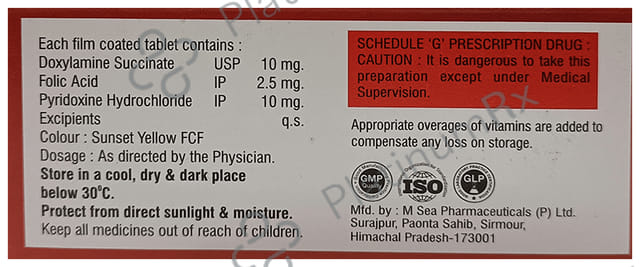 Each film coated tablet contains :
Doxylamine Succinate USP 10 mg.
Folic Acid IP 2.5 mg.
Pyridoxine Hydrochloride IP 10 mg.
Excipients q.s.
Colour : Sunset Yellow FCF
Dosage : As directed by the Physician.
Store in a cool, dry & dark place
below 30°C.
Protect from direct sunlight & moisture.
Keep all medicines out of reach of children.
SCHEDULE 'G' PRESCRIPTION DRUG :
CAUTION : It is dangerous to take this
preparation except under Medical
Supervision.
Appropriate overages of vitamins are added to
compensate any loss on storage.
GMP
Quality
ISO
GLP
Mfd. by : M Sea Pharmaceuticals (P) Ltd.
Surajpur, Paonta Sahib, Sirmour,
Himachal Pradesh-173001
PlatinumRx